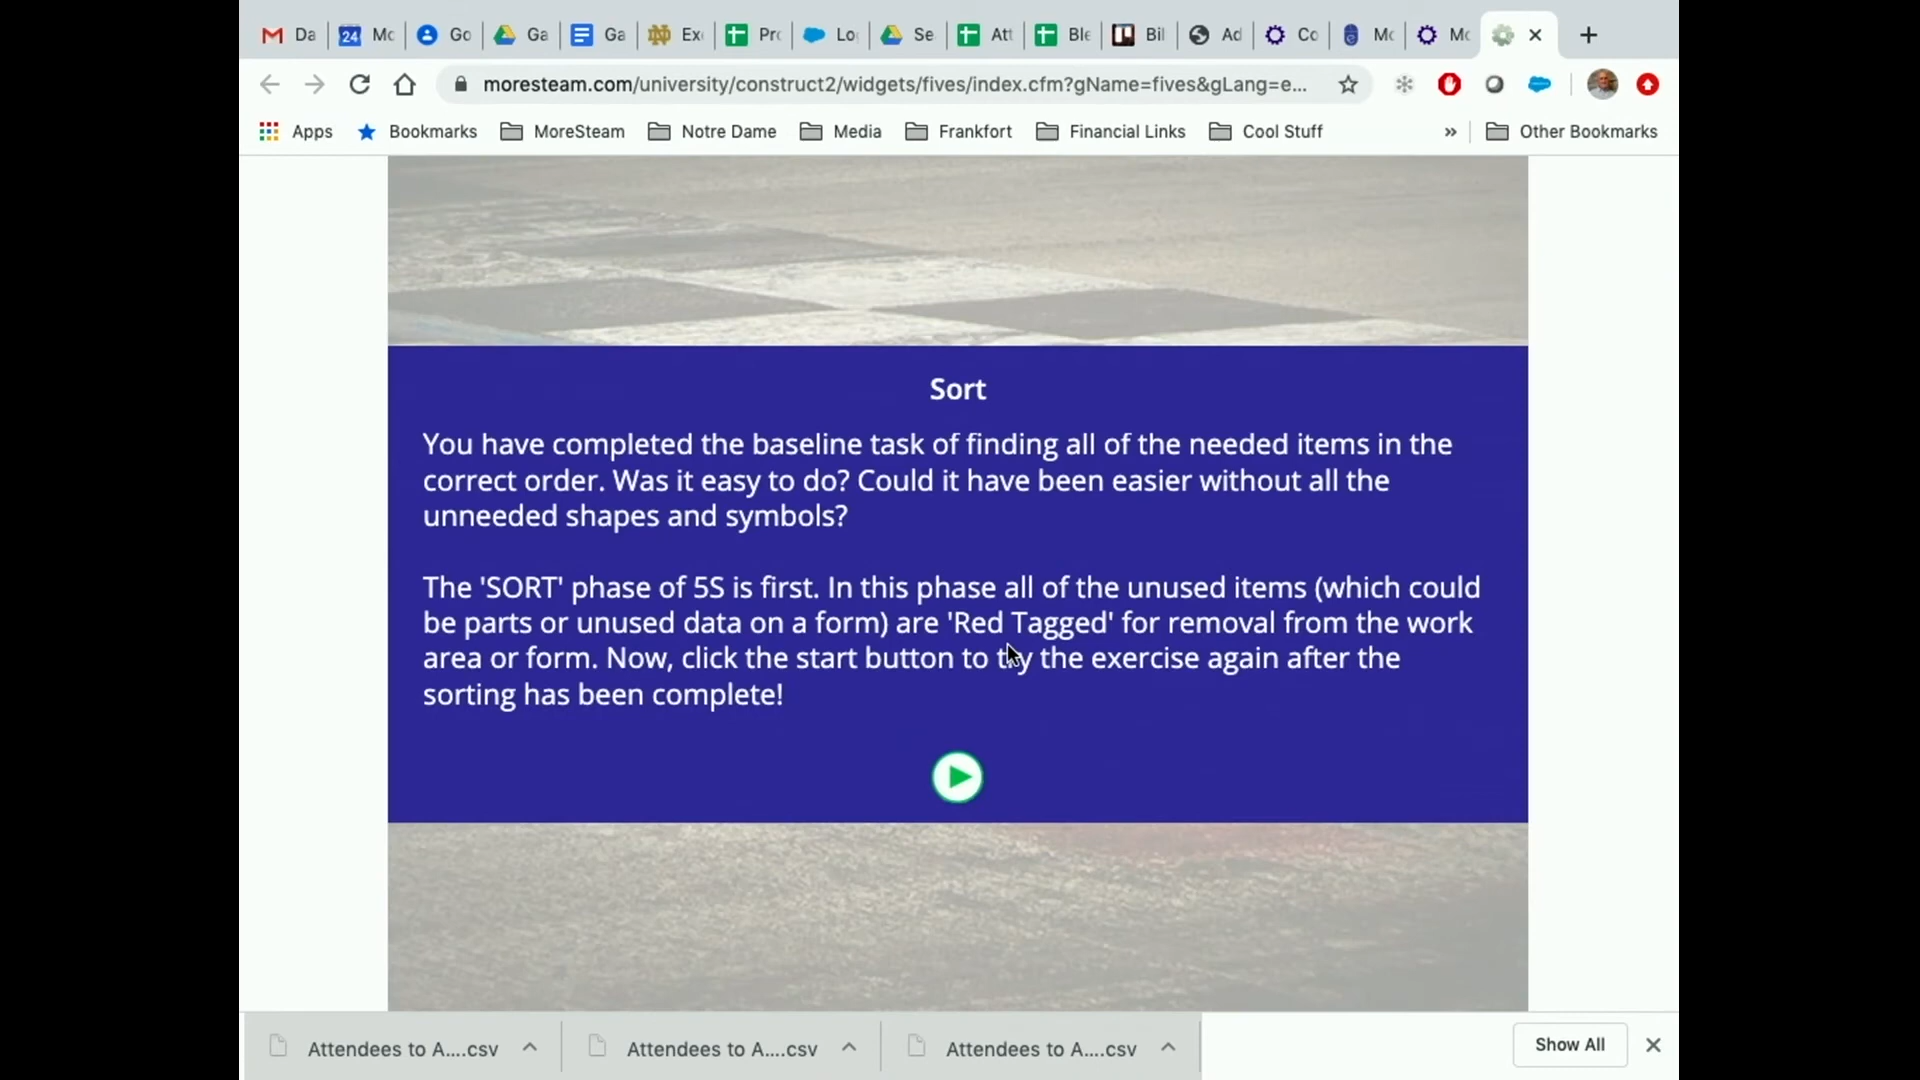 Da
24 Mc
Go
Ga
Ga
Ex
Pro
Lo
Se
Att
Ble
Bil
Ad
Co
Mc
Mc
moresteam.com/university/construct2/widgets/fives/index.cfm?gName=fives&gLang=e...
Apps Bookmarks MoreSteam Notre Dame Media Frankfort Financial Links Cool Stuff » Other Bookmarks
Sort
You have completed the baseline task of finding all of the needed items in the
correct order. Was it easy to do? Could it have been easier without all the
unneeded shapes and symbols?
The 'SORT' phase of 5S is first. In this phase all of the unused items (which could
be parts or unused data on a form) are 'Red Tagged' for removal from the work
area or form. Now, click the start button to try the exercise again after the
sorting has been complete!
Attendees to A....csv Attendees to A....csv Attendees to A....csv Show All